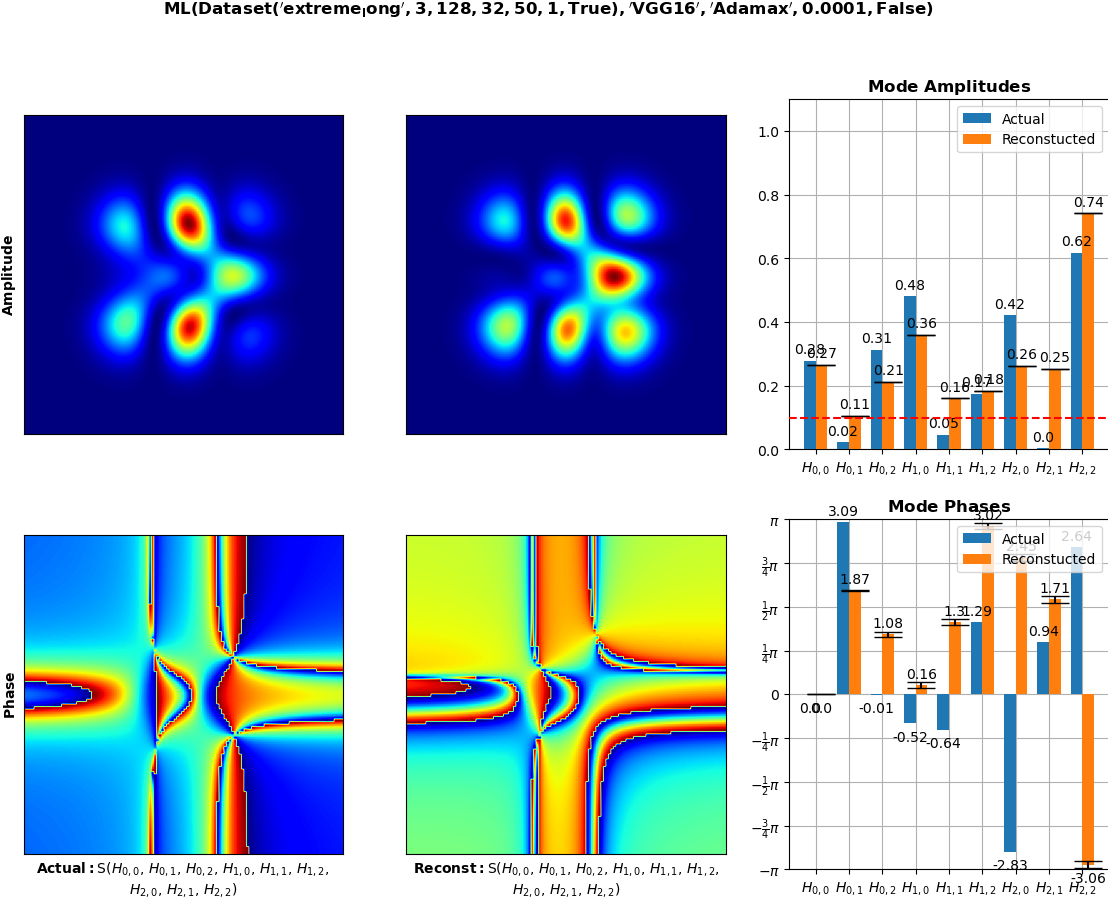 ML(Dataset('extreme_long', 3, 128, 32, 50, 1, True), 'VGG16', 'Adamax', 0.0001, False)
Mode Amplitudes
Amplitude
1.0
0.8
0.6
0.4
0.2
0.0
Actual
Reconstucted
0.28
0.27
0.02
0.11
0.31
0.21
0.48
0.36
0.05
0.16
0.17
0.18
0.42
0.26
0.0
0.25
0.62
0.74
H0,0 H0,1 H0,2 H1,0 H1,1 H1,2 H2,0 H2,1 H2,2
Mode Phases
Phase
π
3/4π
1/2π
1/4π
0
−1/4π
−1/2π
−3/4π
−π
Actual
Reconstucted
0.0
0.0
3.09
1.87
-0.01
1.08
-0.52
0.16
-0.64
1.3
1.29
3.02
-2.83
2.45
0.94
1.71
2.64
-3.06
H0,0 H0,1 H0,2 H1,0 H1,1 H1,2 H2,0 H2,1 H2,2
Actual: S(H0,0, H0,1, H0,2, H1,0, H1,1, H1,2,
H2,0, H2,1, H2,2)
Reconst: S(H0,0, H0,1, H0,2, H1,0, H1,1, H1,2,
H2,0, H2,1, H2,2)